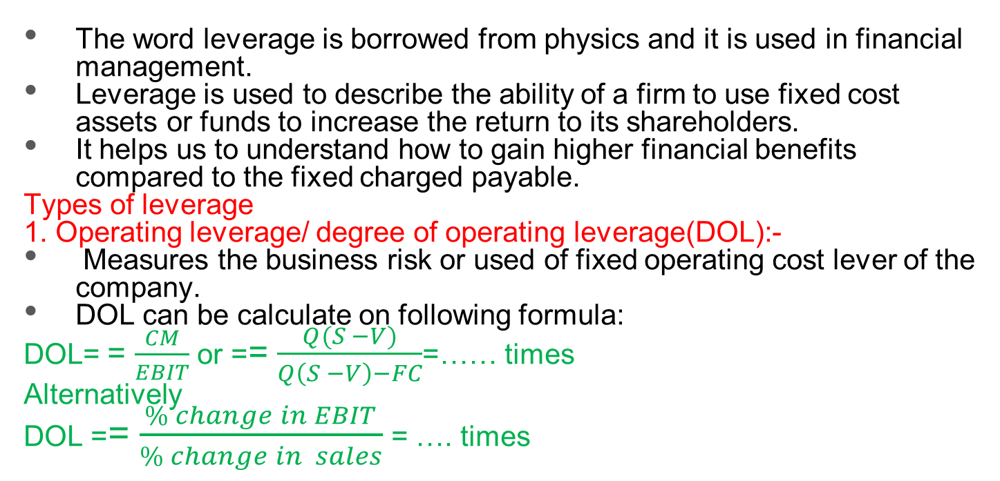 • The word leverage is borrowed from physics and it is used in financial
management.
• Leverage is used to describe the ability of a firm to use fixed cost
assets or funds to increase the return to its shareholders.
• It helps us to understand how to gain higher financial benefits
compared to the fixed charged payable.
Types of leverage
1. Operating leverage/ degree of operating leverage(DOL):-
• Measures the business risk or used of fixed operating cost lever of the
company.
• DOL can be calculate on following formula:
DOL= = CM/EBIT or == Q(S −V)/Q(S −V)−FC=…… times
Alternatively
DOL == % change in EBIT/% change in sales = …. times